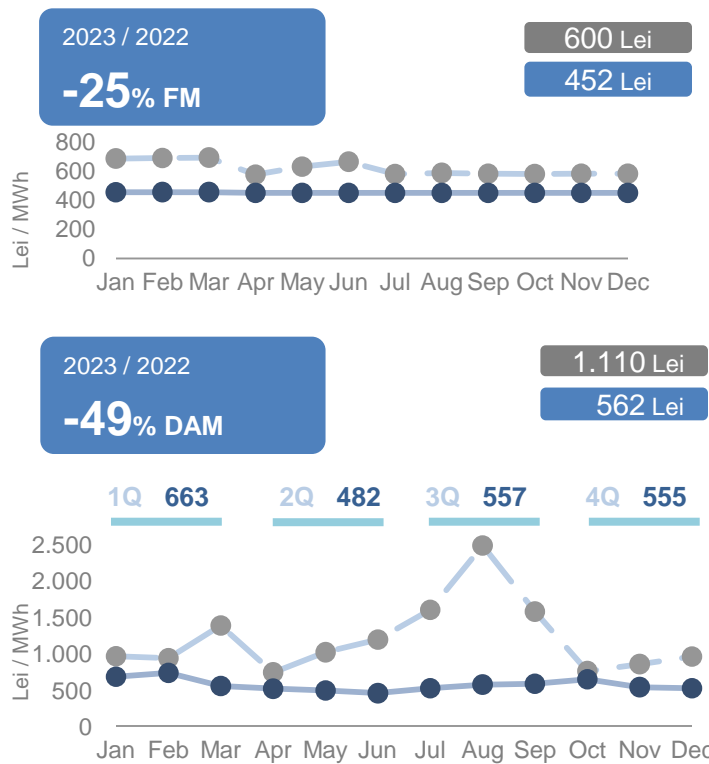 2023 / 2022
-25% FM
600 Lei
452 Lei
Lei / MWh
800
600
400
200
0
Jan Feb Mar Apr May Jun Jul Aug Sep Oct Nov Dec
2023 / 2022
-49% DAM
1.110 Lei
562 Lei
1Q 663 2Q 482 3Q 557 4Q 555
Lei / MWh
2.500
2.000
1.500
1.000
500
0
Jan Feb Mar Apr May Jun Jul Aug Sep Oct Nov Dec